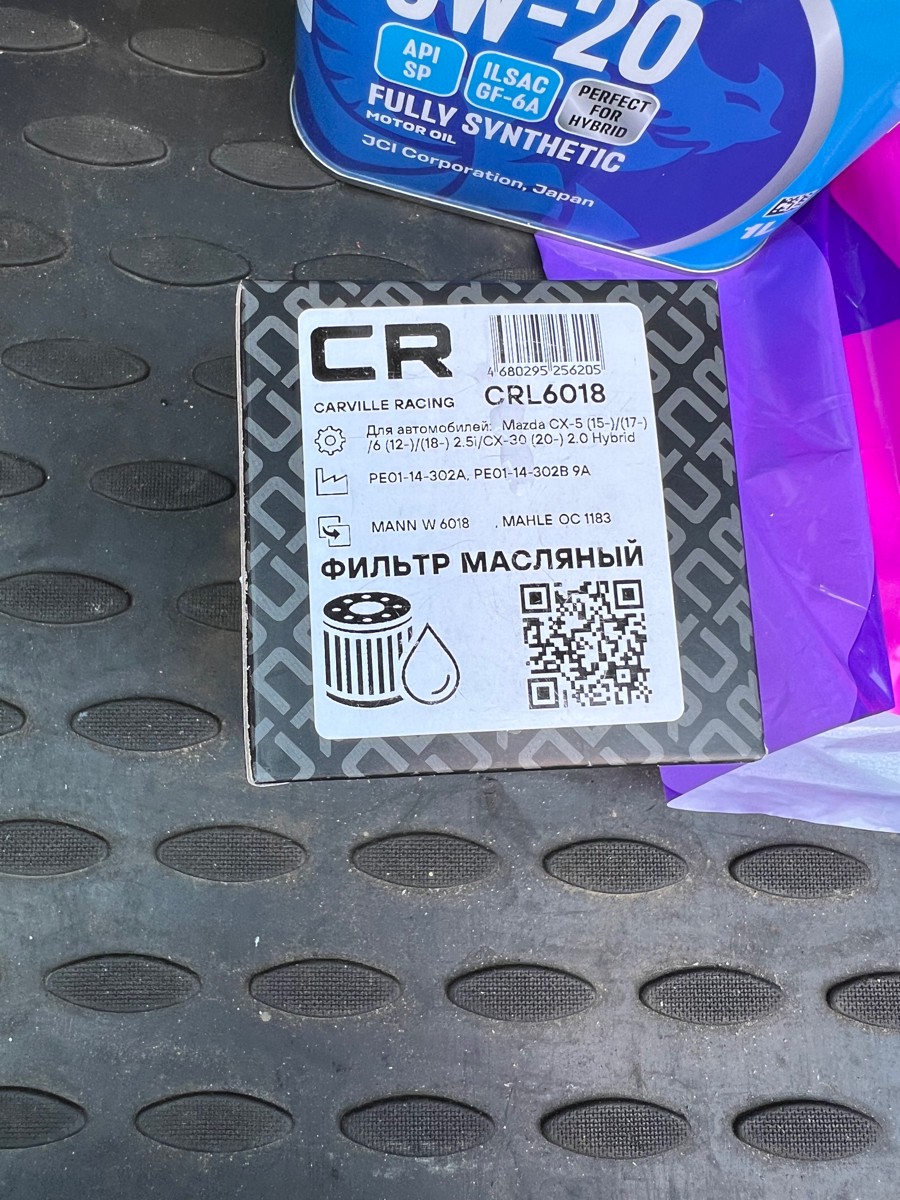 W-20
API
SP
ILSAC
GF-6A
PERFECT
FOR
HYBRID
FULLY SYNTHETIC
MOTOR OIL
JCI Corporation, Japan
1L
CR
4 680295 256205
CARVILLE RACING
CRL6018
Для автомобилей: Mazda CX-5 (15-)/(17-)
/6 (12-)/(18-) 2.5i/CX-30 (20-) 2.0 Hybrid
PE01-14-302A, PE01-14-302B 9A
MANN W 6018 , MAHLE OC 1183
ФИЛЬТР МАСЛЯНЫЙ